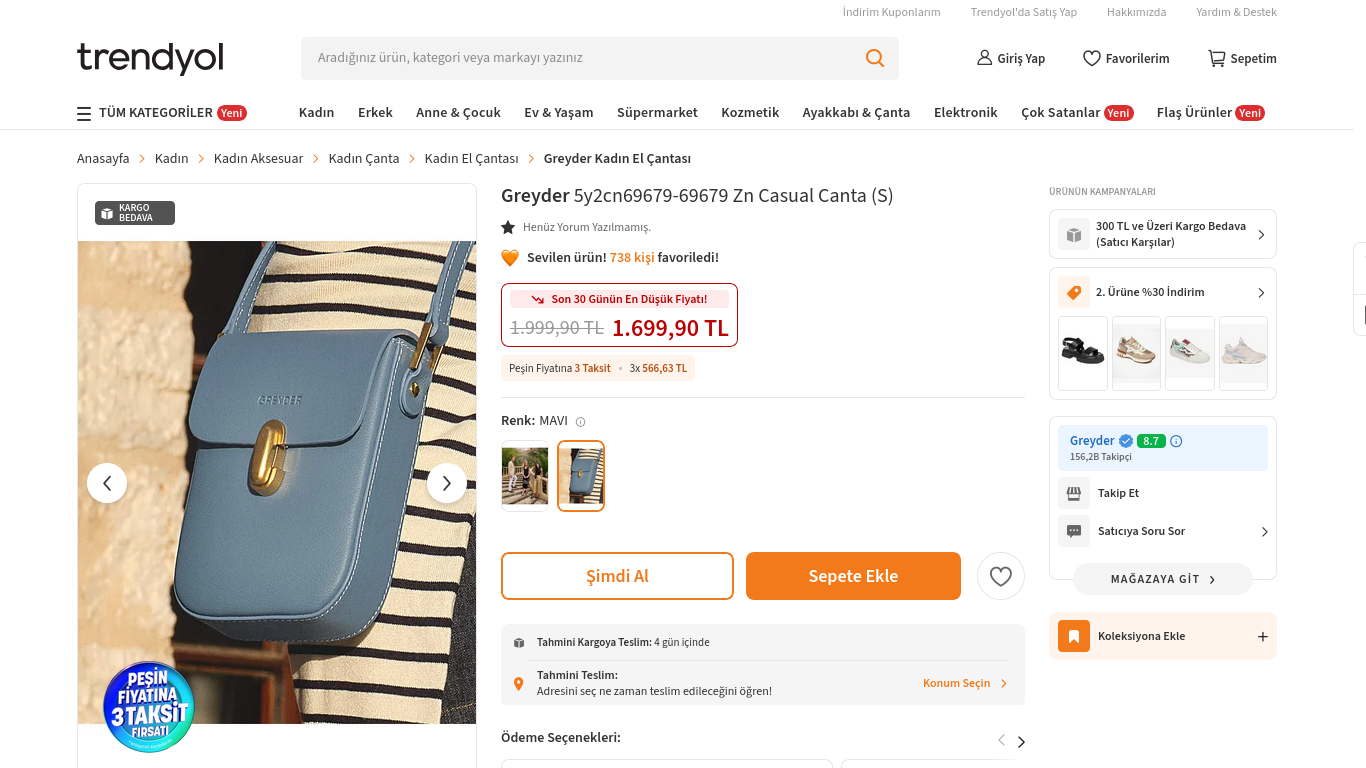 İndirim Kuponlarım
Trendyol'da Satış Yap
Hakkımızda
Yardım & Destek
trendyol
Aradığınız ürün, kategori veya markayı yazınız
Giriş Yap
Favorilerim
Sepetim
TÜM KATEGORİLER Yeni
Kadın
Erkek
Anne & Çocuk
Ev & Yaşam
Süpermarket
Kozmetik
Ayakkabı & Çanta
Elektronik
Çok Satanlar Yeni
Flaş Ürünler Yeni
Anasayfa > Kadın > Kadın Aksesuar > Kadın Çanta > Kadın El Çantası > Greyder Kadın El Çantası
KARGO
BEDAVA
GREYDER
PEŞİN
FİYATINA
3 TAKSİT
FIRSATI
Greyder 5y2cn69679-69679 Zn Casual Canta (S)
Henüz Yorum Yazılmamış.
Sevilen ürün! 738 kişi favoriledi!
Son 30 Günün En Düşük Fiyatı!
1.999,90 TL 1.699,90 TL
Peşin Fiyatına 3 Taksit • 3x 566,63 TL
Renk: MAVI
Şimdi Al
Sepete Ekle
Tahmini Kargoya Teslim: 4 gün içinde
Tahmini Teslim:
Adresini seç ne zaman teslim edileceğini öğren!
Konum Seçin
Ödeme Seçenekleri:
ÜRÜNÜN KAMPANYALARI
300 TL ve Üzeri Kargo Bedava
(Satıcı Karşılar)
2. Ürüne %30 İndirim
Greyder 8.7
156,2B Takipçi
Takip Et
Satıcıya Soru Sor
MAĞAZAYA GİT
Koleksiyona Ekle